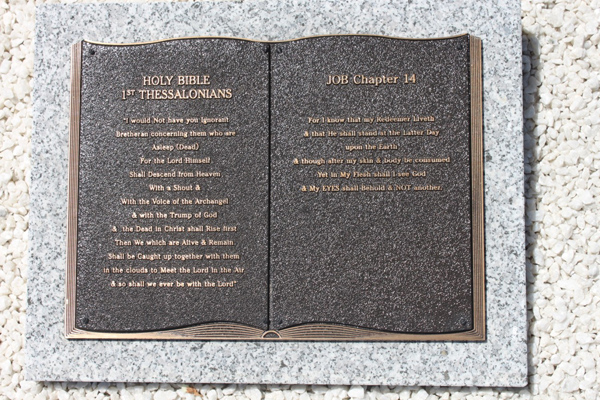 HOLY BIBLE
1ST THESSALONIANS
"I would Not have you Ignorant
Bretheran concerning them who are
Asleep (Dead)
For the Lord Himself
Shall Descend from Heaven
With a Shout &
With the Voice of the Archangel
& with the Trump of God
& the Dead in Christ shall Rise first
Then We which are Alive & Remain
Shall be Caught up together with them
in the clouds to Meet the Lord in the Air
& so shall we ever be with the Lord"
JOB Chapter 14
For I know that my Redeemer Liveth
& that He shall stand at the Latter Day
upon the Earth
& though after my skin & body be consumed
Yet in My Flesh shall I see God
& My EYES shall Behold & NOT another.